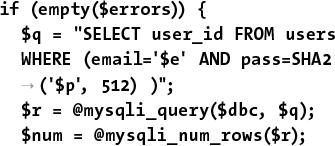 if (empty($errors)) {
$q = "SELECT user_id FROM users
WHERE (email='$e' AND pass=SHA2
→ ('$p', 512) )";
$r = @mysqli_query($dbc, $q);
$num = @mysqli_num_rows($r);